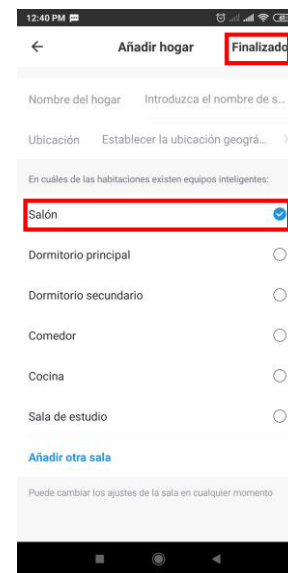 12:40 PM
Añadir hogar Finalizado
Nombre del hogar Introduzca el nombre de s...
Ubicación Establecer la ubicación geográ...
En cuáles de las habitaciones existen equipos inteligentes:
Salón
Dormitorio principal
Dormitorio secundario
Comedor
Cocina
Sala de estudio
Añadir otra sala
Puede cambiar los ajustes de la sala en cualquier momento